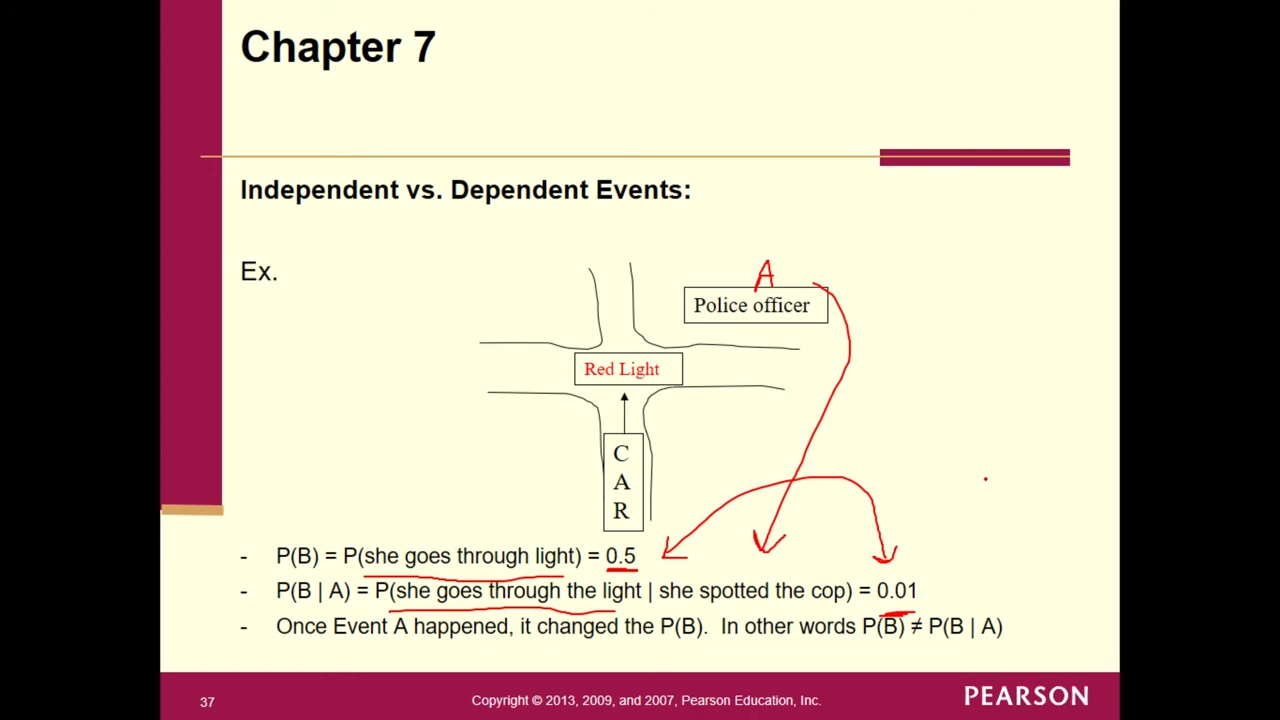 Chapter 7
Independent vs. Dependent Events:
Ex.
A
Police officer
Red Light
C
A
R
- P(B) = P(she goes through light) = 0.5
- P(B | A) = P(she goes through the light | she spotted the cop) = 0.01
- Once Event A happened, it changed the P(B). In other words P(B) ≠ P(B | A)
37
Copyright © 2013, 2009, and 2007, Pearson Education, Inc.
PEARSON